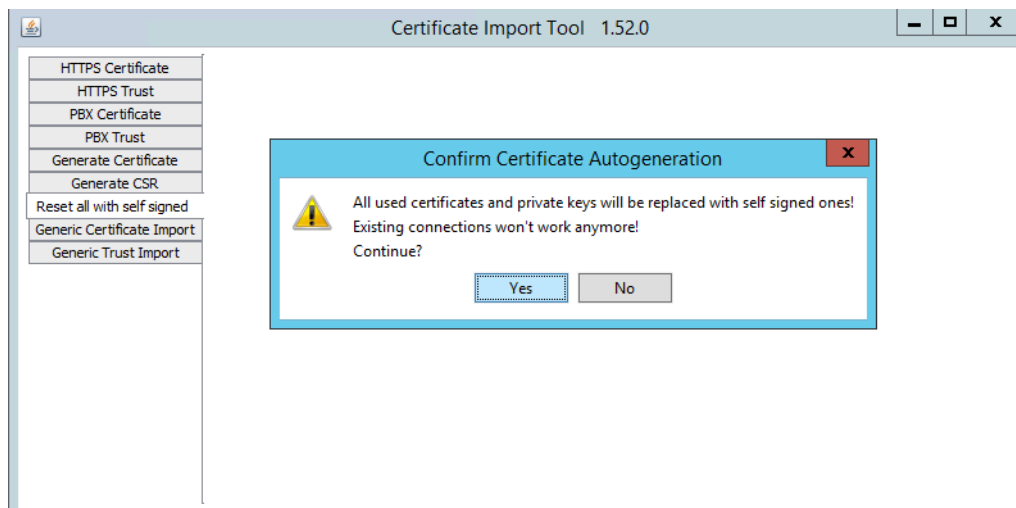 Certificate Import Tool 1.52.0
HTTPS Certificate
HTTPS Trust
PBX Certificate
PBX Trust
Generate Certificate
Generate CSR
Reset all with self signed
Generic Certificate Import
Generic Trust Import
Confirm Certificate Autogeneration
All used certificates and private keys will be replaced with self signed ones!
Existing connections won't work anymore!
Continue?
Yes No